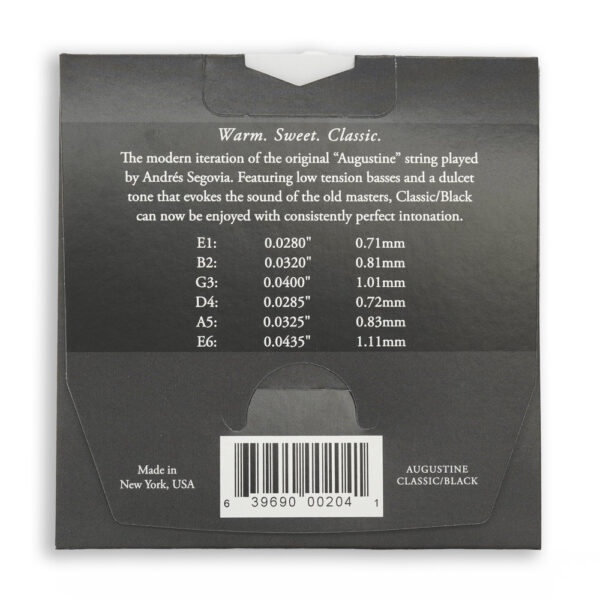 Warm. Sweet. Classic.
The modern iteration of the original “Augustine” string played
by Andrés Segovia. Featuring low tension basses and a dulcet
tone that evokes the sound of the old masters, Classic/Black
can now be enjoyed with consistently perfect intonation.
E1: 0.0280" 0.71mm
B2: 0.0320" 0.81mm
G3: 0.0400" 1.01mm
D4: 0.0285" 0.72mm
A5: 0.0325" 0.83mm
E6: 0.0435" 1.11mm
Made in
New York, USA
6 39690 00204 1
AUGUSTINE
CLASSIC/BLACK